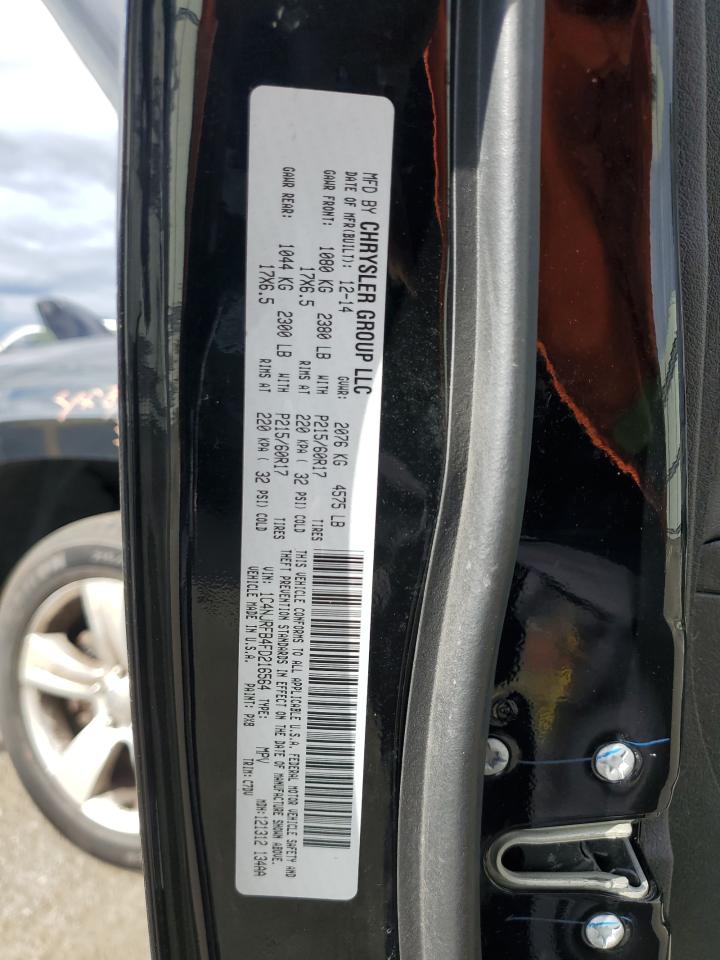 MFD BY CHRYSLER GROUP LLC
DATE OF MFR(BUILT): 12-14 GVWR: 2076 KG 4575 LB
GAWR FRONT: 1080 KG 2380 LB WITH P215/60R17 TIRES
17X6.5 RIMS AT 220 KPA ( 32 PSI) COLD
GAWR REAR: 1044 KG 2300 LB WITH P215/60R17 TIRES
17X6.5 RIMS AT 220 KPA ( 32 PSI) COLD
THIS VEHICLE CONFORMS TO ALL APPLICABLE U.S.A. FEDERAL MOTOR VEHICLE SAFETY AND
THEFT PREVENTION STANDARDS IN EFFECT ON THE DATE OF MANUFACTURE SHOWN ABOVE.
VIN: 1C4NJRFB4FD216564 TYPE: MPV MDH:121312 134AA
VEHICLE MADE IN U.S.A. PAINT: PX8 TRIM: C7DV